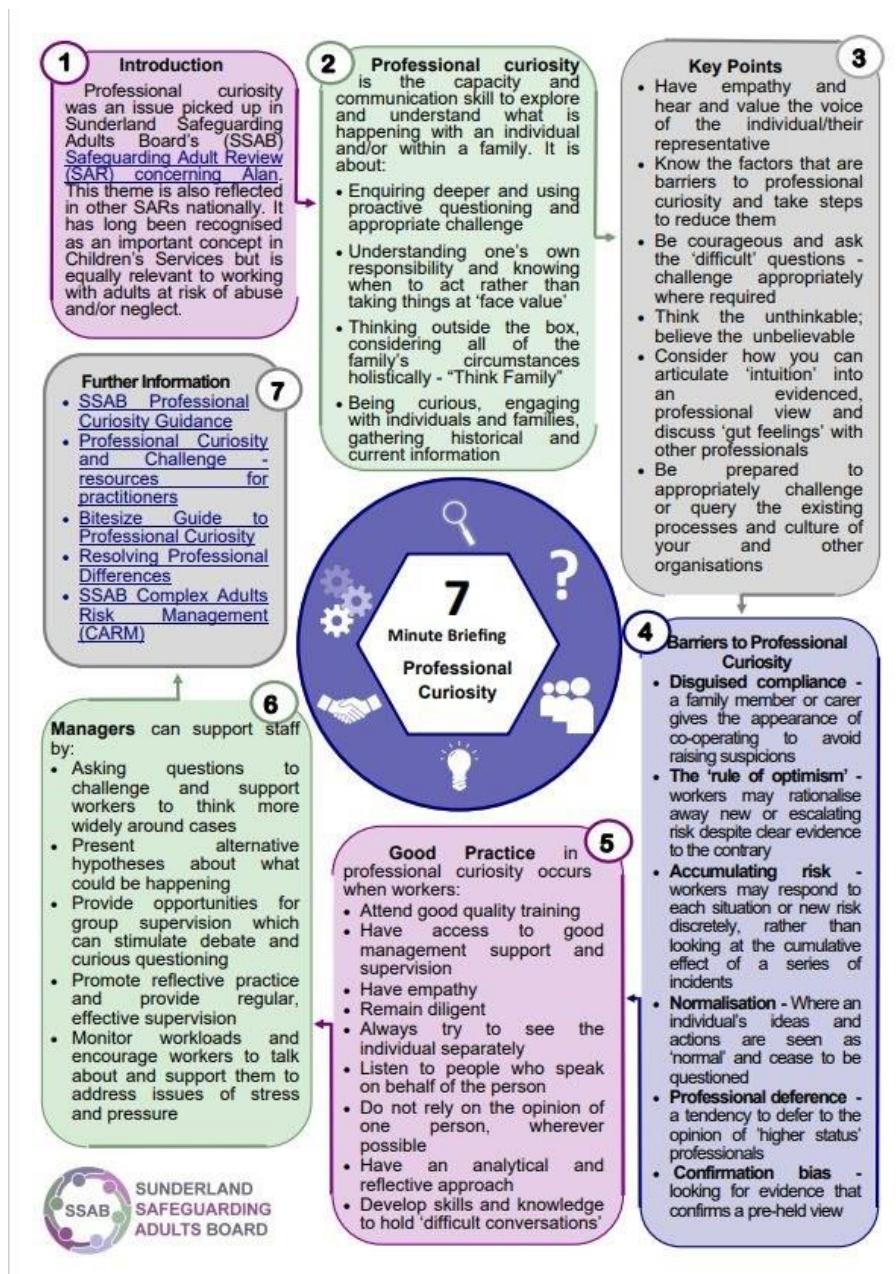 1
Introduction
Professional curiosity
was an issue picked up in
Sunderland Safeguarding
Adults Board's (SSAB)
Safeguarding Adult Review
(SAR) concerning Alan.
This theme is also reflected
in other SARs nationally. It
has long been recognised
as an important concept in
Children's Services but is
equally relevant to working
with adults at risk of abuse
and/or neglect.
2
Professional curiosity
is the capacity and
communication skill to explore
and understand what is
happening with an individual
and/or within a family. It is
about:
• Enquiring deeper and using
proactive questioning and
appropriate challenge
• Understanding one's own
responsibility and knowing
when to act rather than
taking things at 'face value'
• Thinking outside the box,
considering all of the
family's circumstances
holistically - "Think Family"
• Being curious, engaging
with individuals and families,
gathering historical and
current information
3
Key Points
• Have empathy and
hear and value the voice
of the individual/their
representative
• Know the factors that are
barriers to professional
curiosity and take steps
to reduce them
• Be courageous and ask
the 'difficult' questions -
challenge appropriately
where required
• Think the unthinkable;
believe the unbelievable
• Consider how you can
articulate 'intuition' into
an evidenced,
professional view and
discuss 'gut feelings' with
other professionals
• Be prepared to
appropriately challenge
or query the existing
processes and culture of
your and other
organisations
4
Barriers to Professional
Curiosity
• Disguised compliance -
a family member or carer
gives the appearance of
co-operating to avoid
raising suspicions
• The 'rule of optimism' -
workers may rationalise
away new or escalating
risk despite clear evidence
to the contrary
• Accumulating risk -
workers may respond to
each situation or new risk
discretely, rather than
looking at the cumulative
effect of a series of
incidents
• Normalisation - Where an
individual's ideas and
actions are seen as
'normal' and cease to be
questioned
• Professional deference -
a tendency to defer to the
opinion of 'higher status'
professionals
• Confirmation bias -
looking for evidence that
confirms a pre-held view
5
Good Practice in
professional curiosity occurs
when workers:
• Attend good quality training
• Have access to good
management support and
supervision
• Have empathy
• Remain diligent
• Always try to see the
individual separately
• Listen to people who speak
on behalf of the person
• Do not rely on the opinion of
one person, wherever
possible
• Have an analytical and
reflective approach
• Develop skills and knowledge
to hold 'difficult conversations'
6
Managers can support staff
by:
• Asking questions to
challenge and support
workers to think more
widely around cases
• Present alternative
hypotheses about what
could be happening
• Provide opportunities for
group supervision which
can stimulate debate and
curious questioning
• Promote reflective practice
and provide regular,
effective supervision
• Monitor workloads and
encourage workers to talk
about and support them to
address issues of stress
and pressure
7
Further Information
• SSAB Professional
Curiosity Guidance
• Professional Curiosity
and Challenge -
resources for
practitioners
• Bitesize Guide to
Professional Curiosity
• Resolving Professional
Differences
• SSAB Complex Adults
Risk Management
(CARM)
?
7
Minute Briefing
Professional
Curiosity
SSAB
SUNDERLAND
SAFEGUARDING
ADULTS BOARD